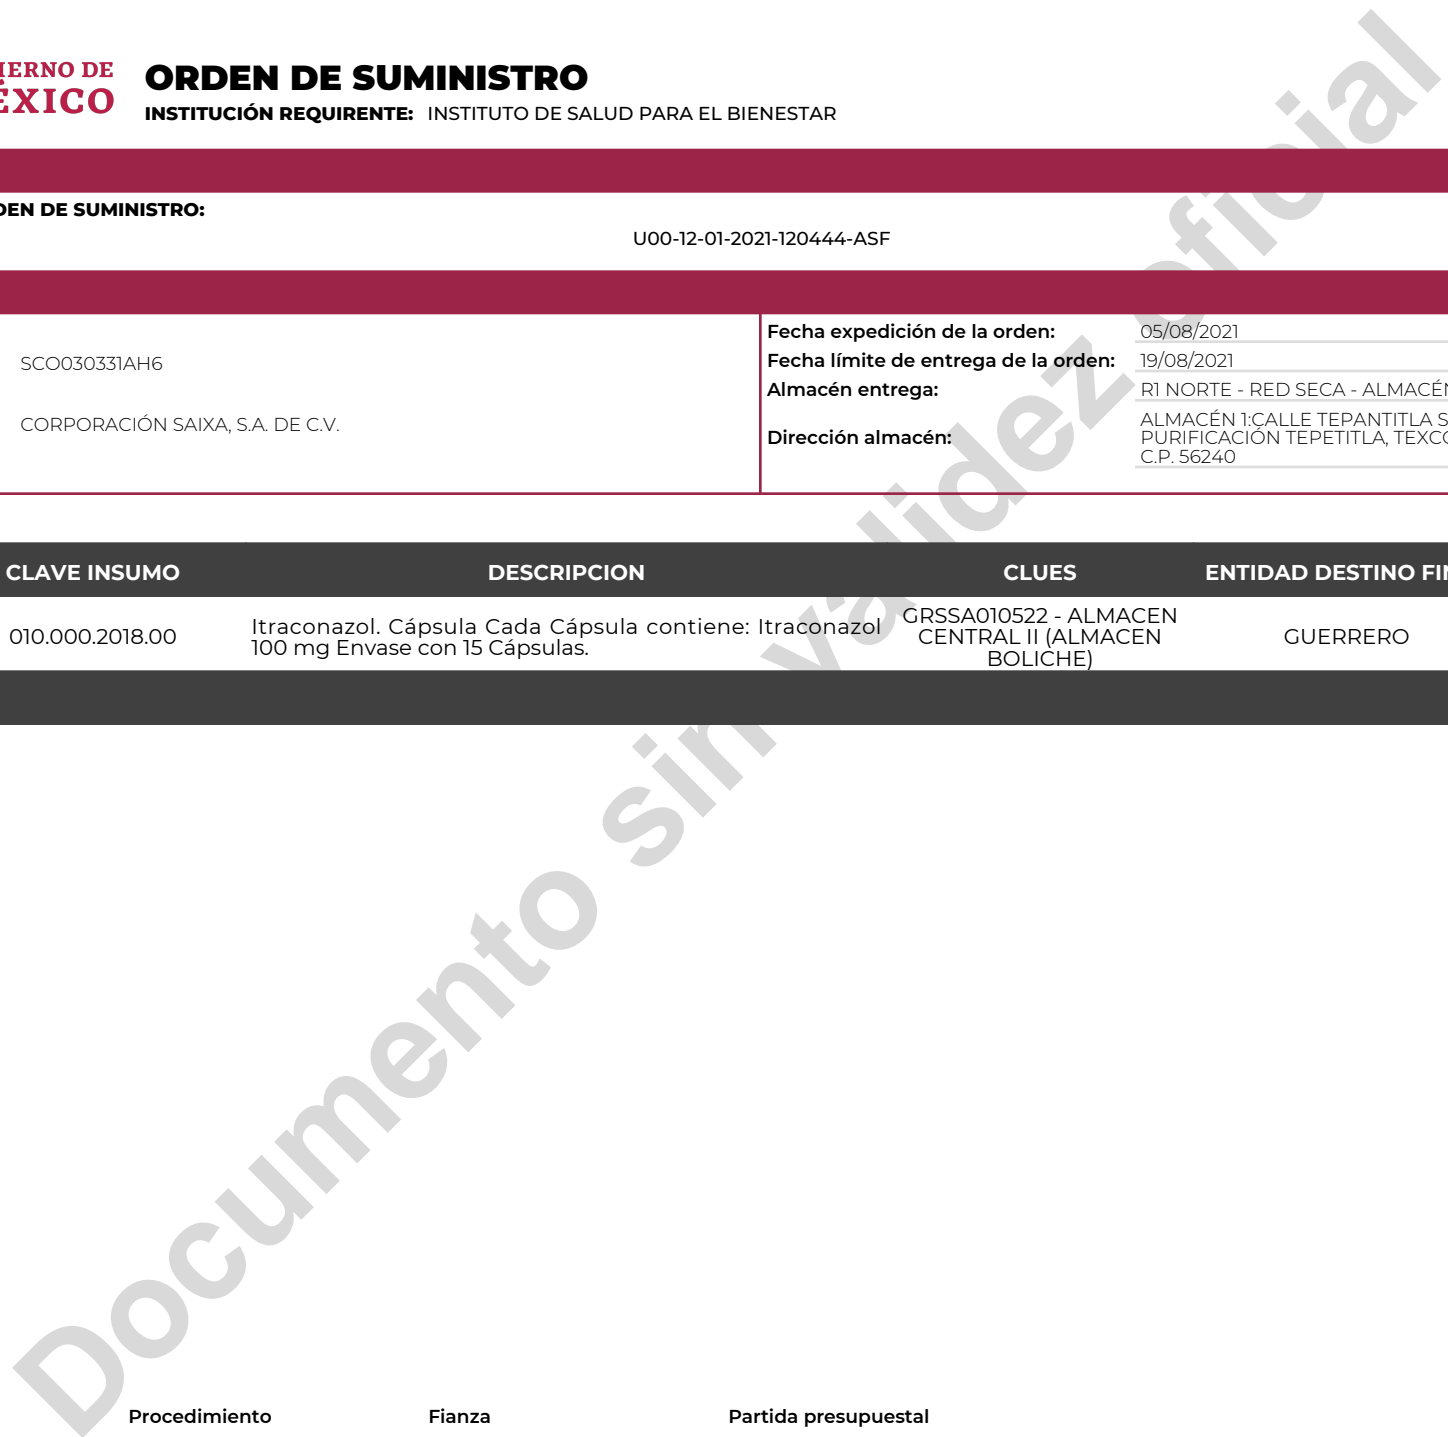 IERNO DE
ÉXICO
ORDEN DE SUMINISTRO
INSTITUCIÓN REQUIRENTE: INSTITUTO DE SALUD PARA EL BIENESTAR
DEN DE SUMINISTRO:
U00-12-01-2021-120444-ASF
SCO030331AH6
CORPORACIÓN SAIXA, S.A. DE C.V.
Fecha expedición de la orden: 05/08/2021
Fecha límite de entrega de la orden: 19/08/2021
Almacén entrega: R1 NORTE - RED SECA - ALMACÉN
Dirección almacén: ALMACÉN 1:CALLE TEPANTITLA S
PURIFICACIÓN TEPETITLA, TEXCO
C.P. 56240
CLAVE INSUMO DESCRIPCION CLUES ENTIDAD DESTINO FIN
010.000.2018.00
Itraconazol. Cápsula Cada Cápsula contiene: Itraconazol
100 mg Envase con 15 Cápsulas.
GRSSA010522 - ALMACEN
CENTRAL II (ALMACEN
BOLICHE)
GUERRERO
Documento sin validez oficial
Procedimiento Fianza Partida presupuestal